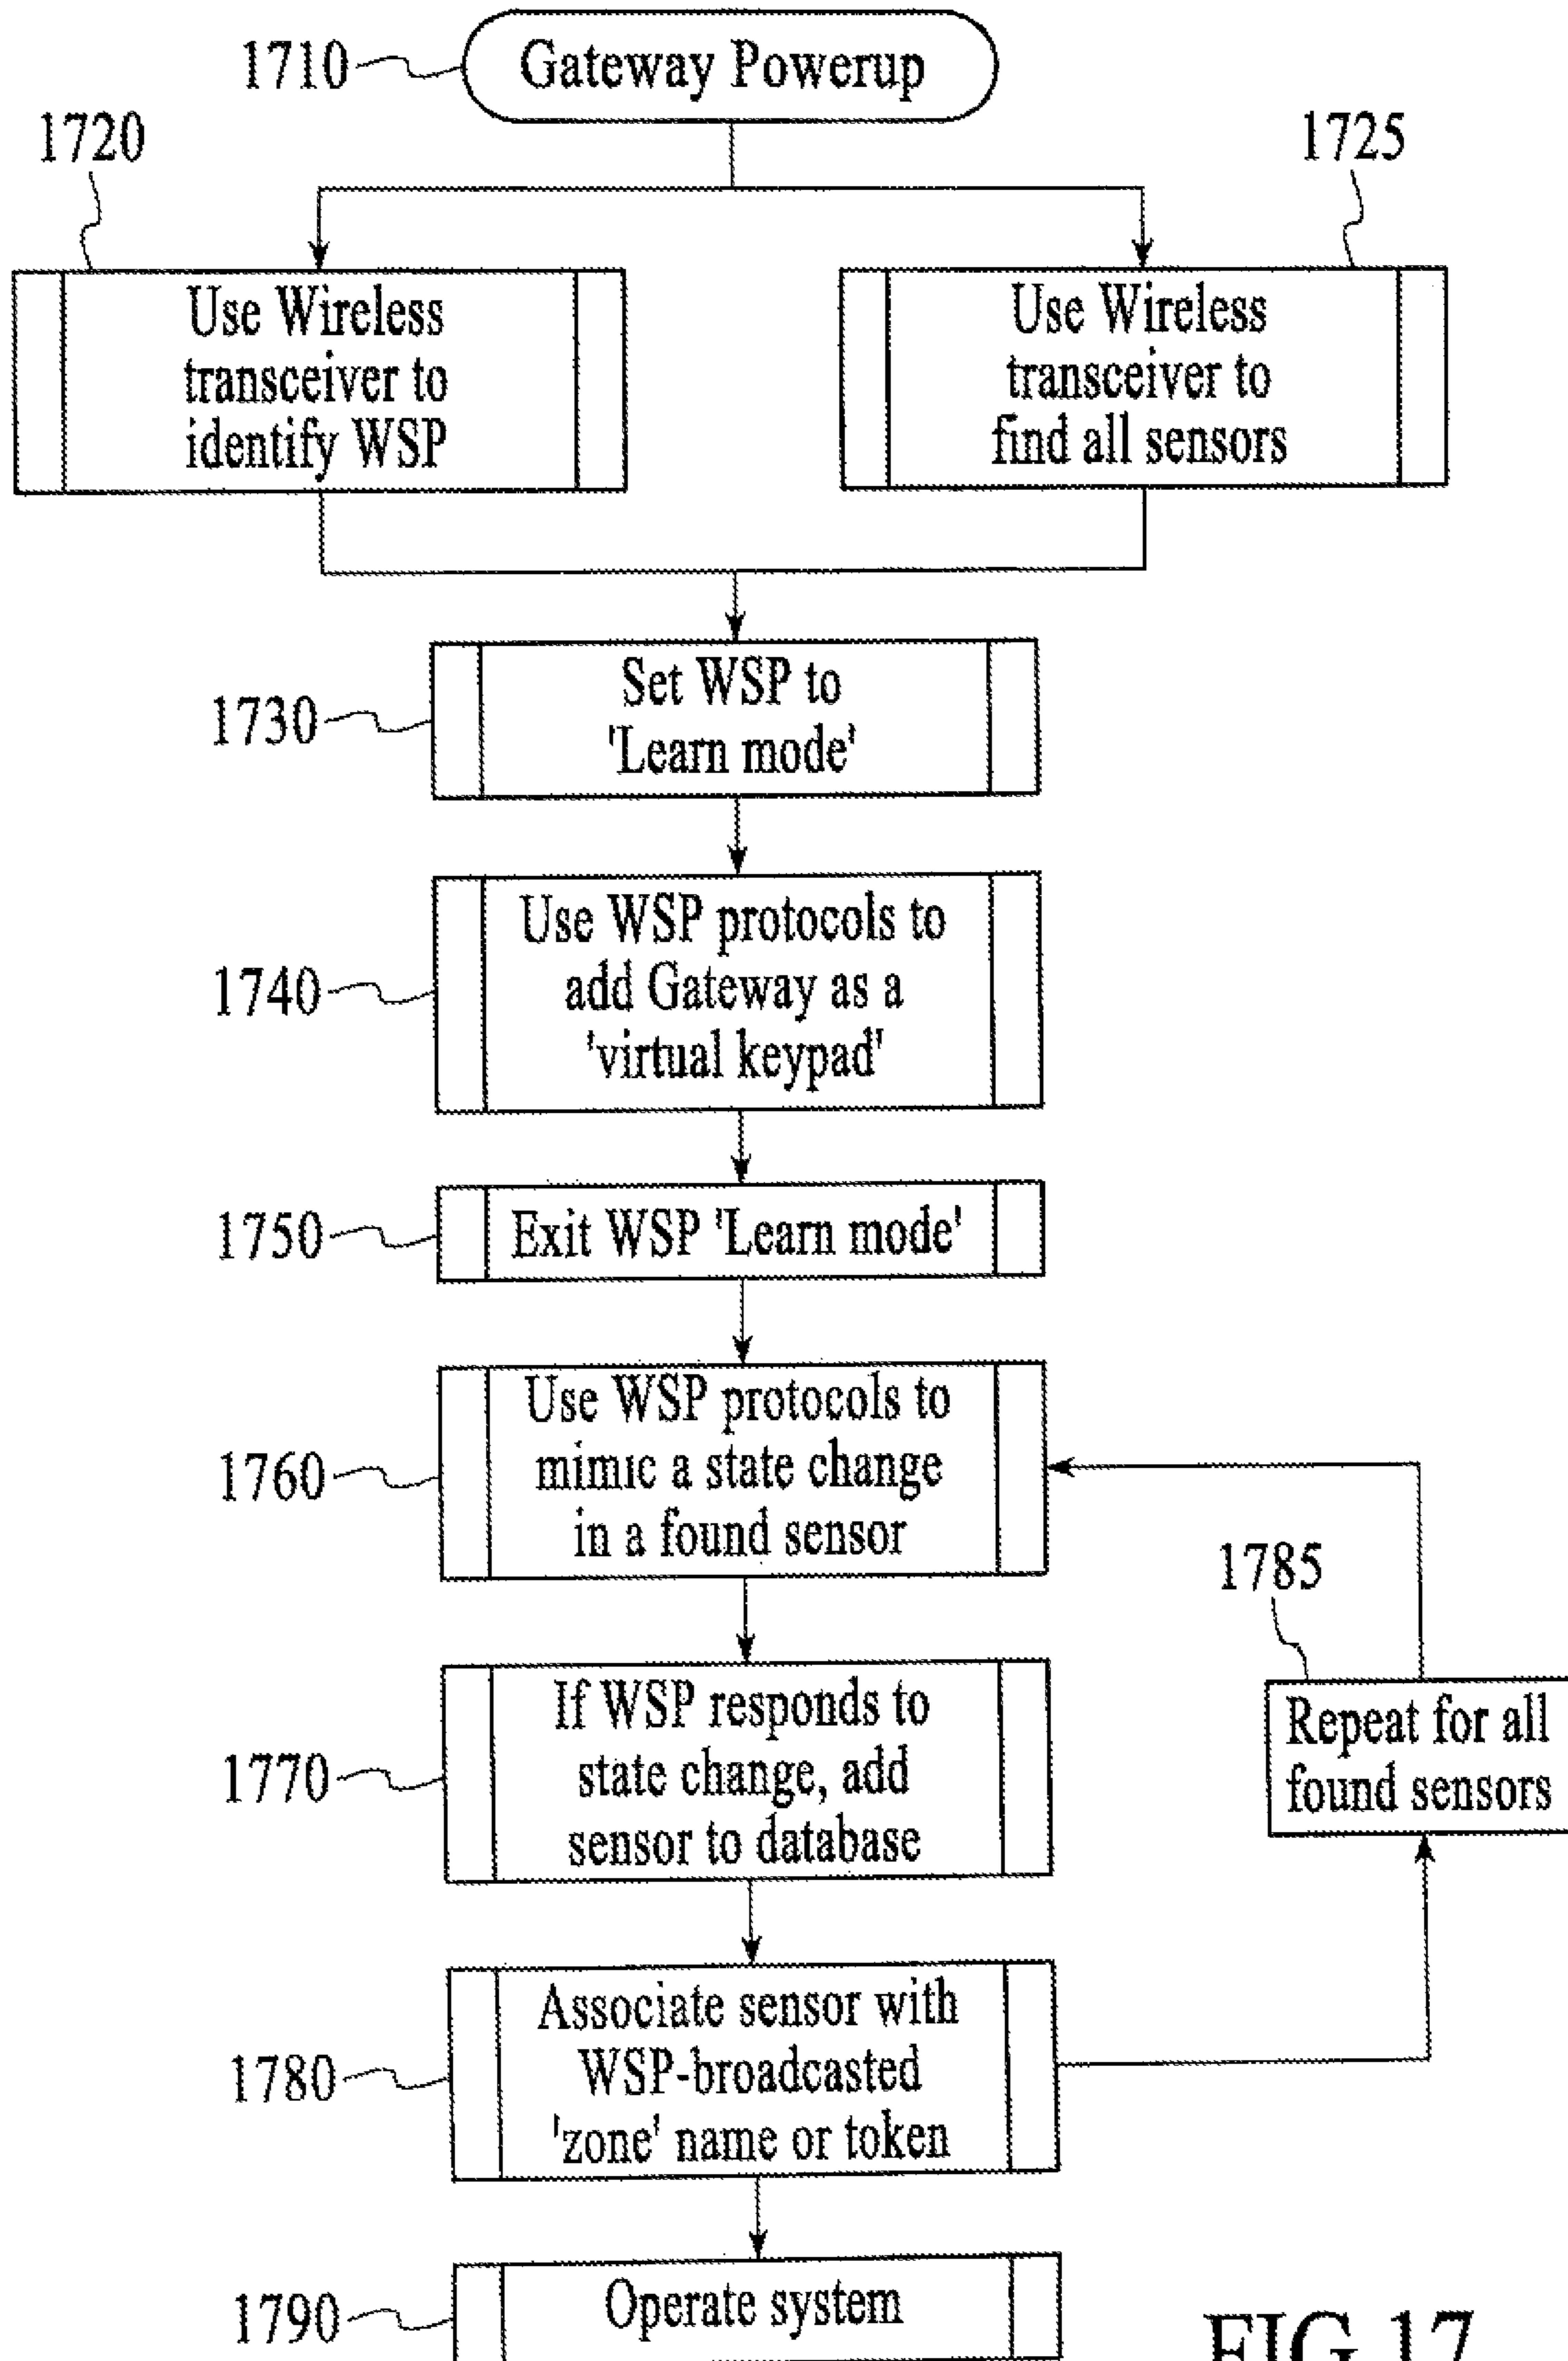 1710
Gateway Powerup
1720
1725
Use Wireless
transceiver to
identify WSP
Use Wireless
transceiver to
find all sensors
1730
Set WSP to
'Learn mode'
1740
Use WSP protocols to
add Gateway as a
'virtual keypad'
1750
Exit WSP 'Learn mode'
1760
Use WSP protocols to
mimic a state change
in a found sensor
1785
Repeat for all
found sensors
1770
If WSP responds to
state change, add
sensor to database
1780
Associate sensor with
WSP-broadcasted
'zone' name or token
1790
Operate system
FIG 17